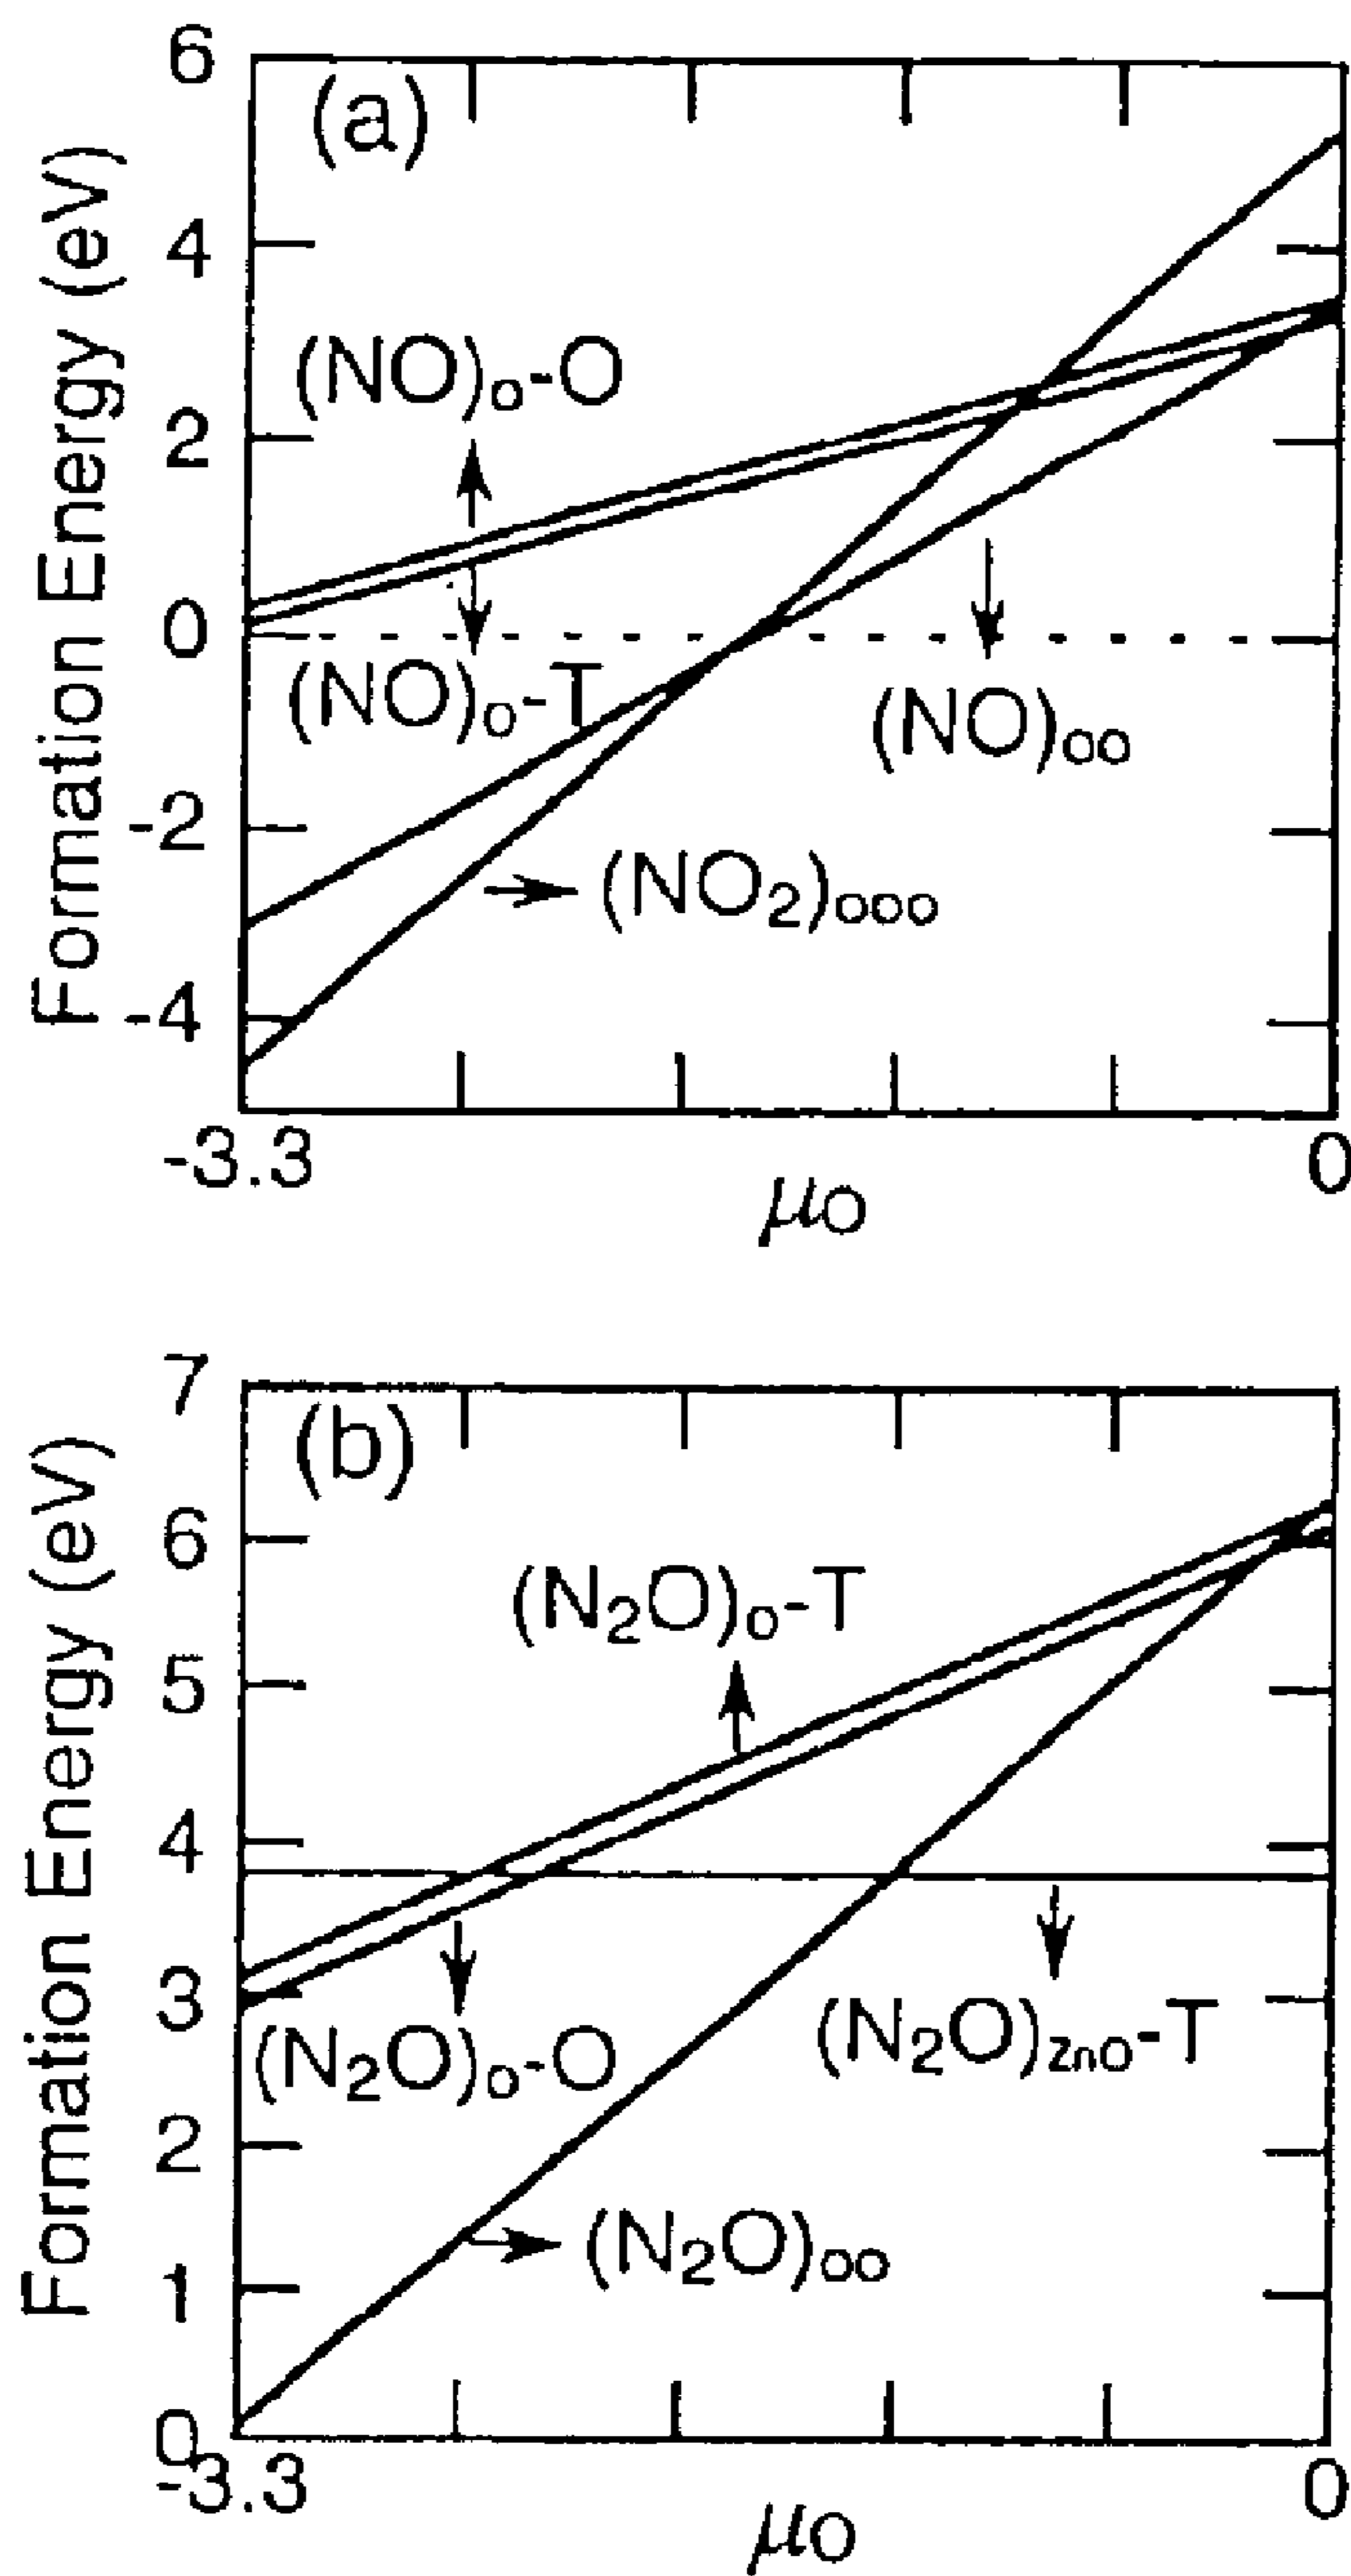 6
(a)
Formation Energy (eV)
4
(NO)o-O
2
0
(NO)o-T
(NO)oo
-2
(NO₂)ooo
-4
-3.3
0
μo
7
(b)
Formation Energy (eV)
6
(N₂O)o-T
5
4
3
(N₂O)o-O
(N₂O)ZnO-T
2
(N₂O)oo
1
0
-3.3
0
μo